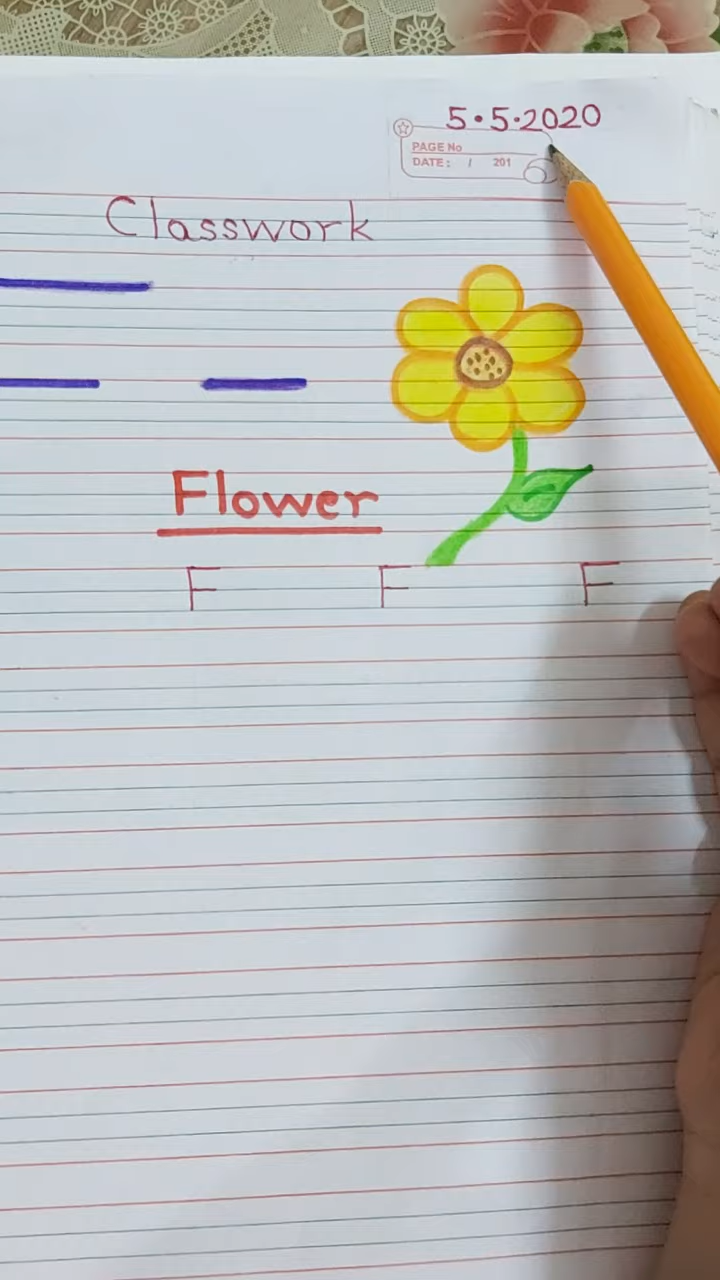 5.5.2020
PAGE No
DATE: / 201
Classwork
Flower
F F F